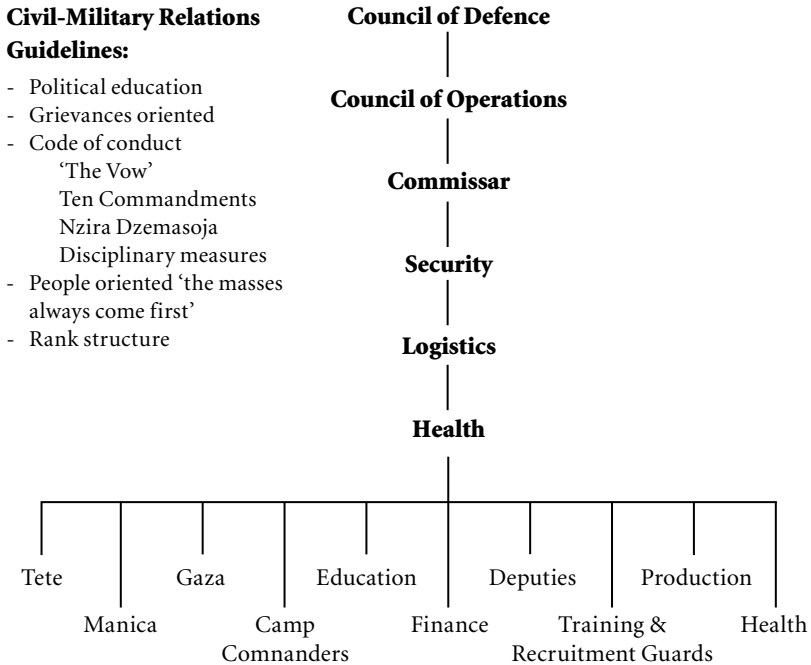 Civil-Military Relations
Guidelines:
- Political education
- Grievances oriented
- Code of conduct
‘The Vow’
Ten Commandments
Nzira Dzemasoja
Disciplinary measures
- People oriented ‘the masses
always come first’
- Rank structure
Council of Defence
Council of Operations
Commissar
Security
Logistics
Health
Tete
Manica
Gaza
Camp
Comnanders
Education
Finance
Deputies
Training &
Recruitment Guards
Production
Health